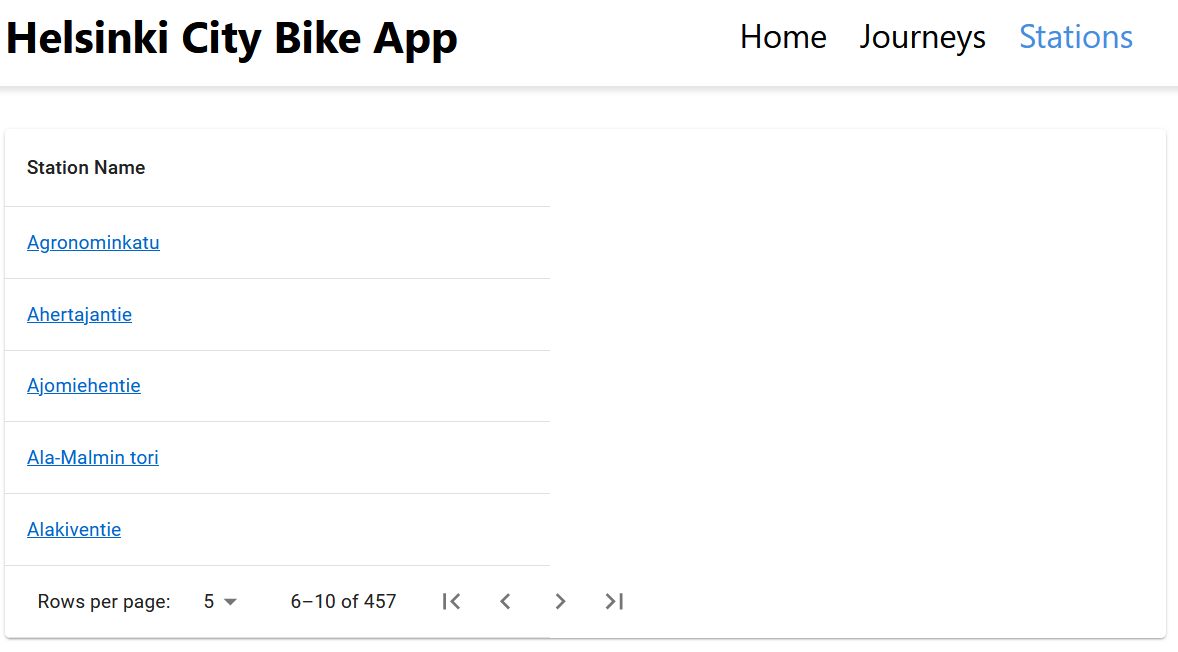 Helsinki City Bike App Home Journeys Stations
Station Name
Agronominkatu
Ahertajantie
Ajomiehentie
Ala-Malmin tori
Alakiventie
Rows per page: 5 6–10 of 457